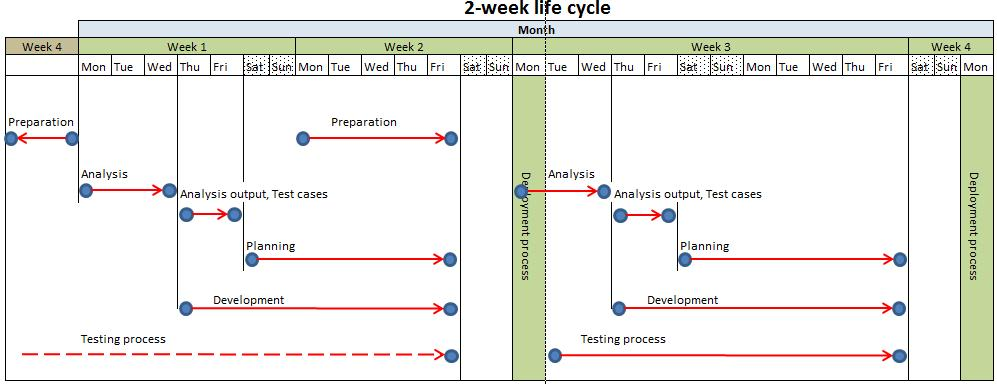 2-week life cycle
Month
Week 4 Week 1 Week 2 Week 3 Week 4
Mon Tue Wed Thu Fri Sat Sun Mon Tue Wed Thu Fri Sat Sun Mon Tue Wed Thu Fri Sat Sun Mon Tue Wed Thu Fri Sat Sun Mon
Preparation Preparation
Analysis Analysis
Analysis output, Test cases Analysis output, Test cases
Planning Planning
Development Development
Testing process Testing process
Deployment process
Deployment process